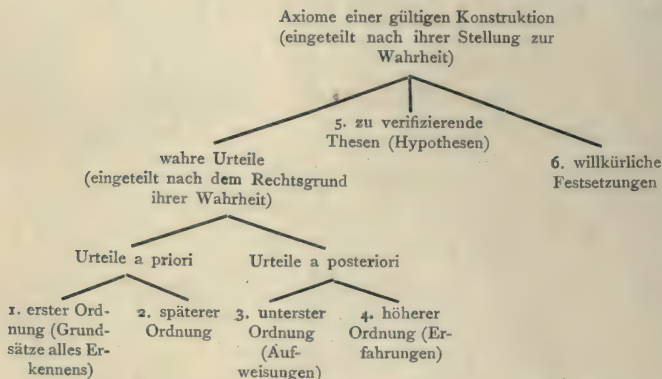 Axiome einer gültigen Konstruktion
(eingeteilt nach ihrer Stellung zur
Wahrheit)
5. zu verifizierende
Thesen (Hypothesen)
6. willkürliche
Festsetzungen
wahre Urteile
(eingeteilt nach dem Rechtsgrund
ihrer Wahrheit)
Urteile a priori
Urteile a posteriori
1. erster Ord-
nung (Grund-
sätze alles Er-
kennens)
2. späterer
Ordnung
3. unterster
Ordnung
(Auf-
weisungen)
4. höherer
Ordnung (Er-
fahrungen)